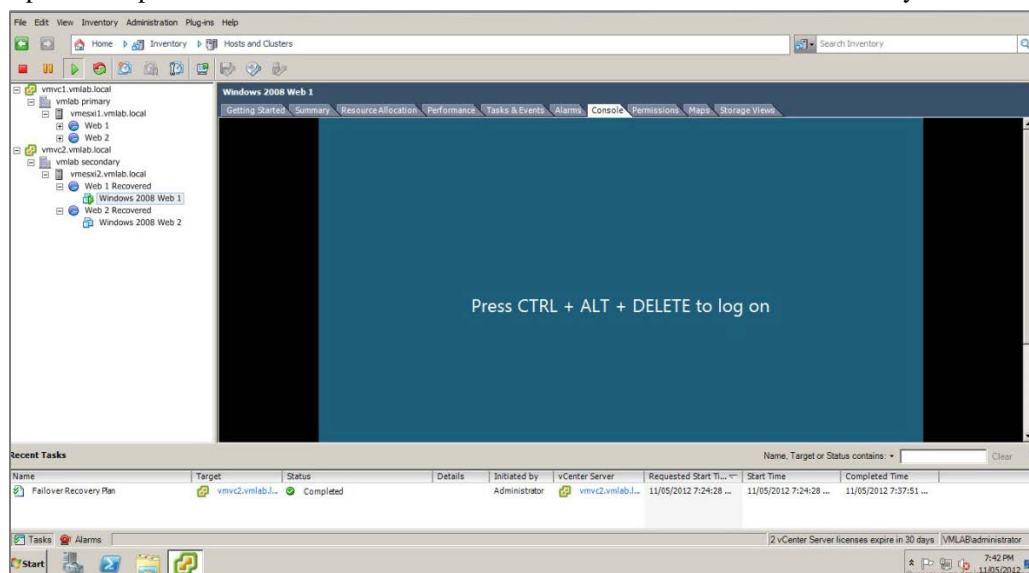 File Edit View Inventory Administration Plug-ins Help
Home Inventory Hosts and Clusters Search Inventory
vmvc1.vmlab.local
vmlab primary
vmesxi1.vmlab.local
Web 1
Web 2
vmvc2.vmlab.local
vmlab secondary
vmesxi2.vmlab.local
Web 1 Recovered
Windows 2008 Web 1
Web 2 Recovered
Windows 2008 Web 2
Windows 2008 Web 1
Getting Started Summary Resource Allocation Performance Tasks & Events Alarms Console Permissions Maps Storage Views
Press CTRL + ALT + DELETE to log on
Recent Tasks Name, Target or Status contains: Clear
Name Target Status Details Initiated by vCenter Server Requested Start Ti... Start Time Completed Time
Failover Recovery Plan vmvc2.vmlab.l... Completed Administrator vmvc2.vmlab.l... 11/05/2012 7:24:28 ... 11/05/2012 7:24:28 ... 11/05/2012 7:37:51 ...
Tasks Alarms 2 vCenter Server licenses expire in 30 days VMLAB\administrator
Start 7:42 PM
11/05/2012